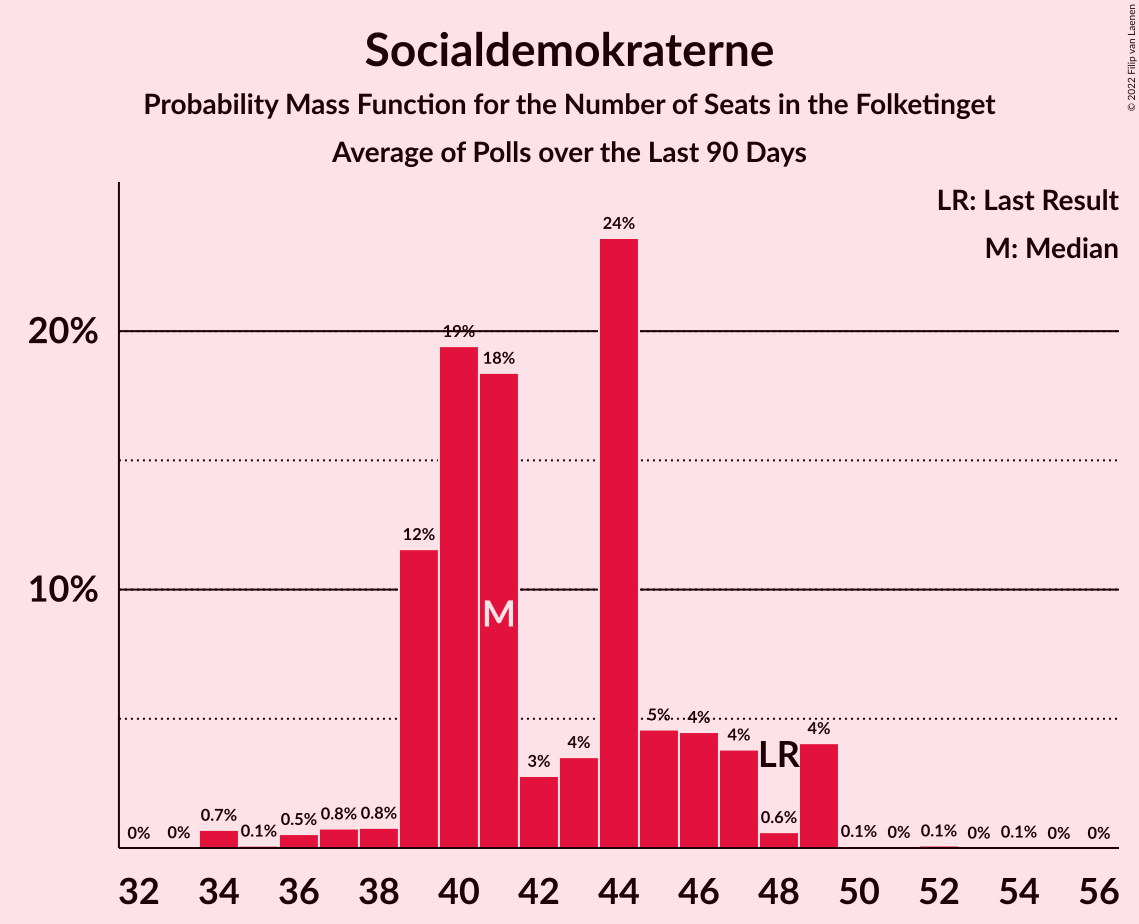 Socialdemokraterne
Probability Mass Function for the Number of Seats in the Folketinget
Average of Polls over the Last 90 Days
© 2022 Filip van Laenen
LR: Last Result
M: Median
20%
10%
0% 0% 0.7% 0.1% 0.5% 0.8% 0.8% 12% 19% 18% 3% 4% 24% 5% 4% 4% 0.6% 4% 0.1% 0% 0.1% 0% 0.1% 0% 0%
M
LR
32 34 36 38 40 42 44 46 48 50 52 54 56